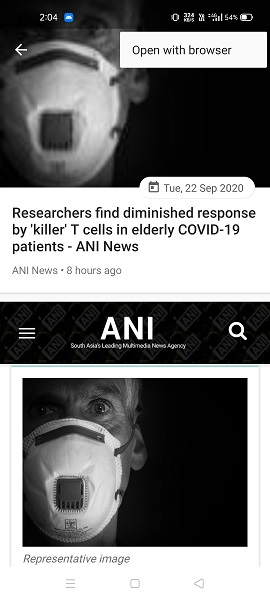 2:04
324 KB/S
4G
54%
Open with browser
Tue, 22 Sep 2020
Researchers find diminished response
by 'killer' T cells in elderly COVID-19
patients - ANI News
ANI News • 8 hours ago
ANI
South Asia's Leading Multimedia News Agency
Representative image